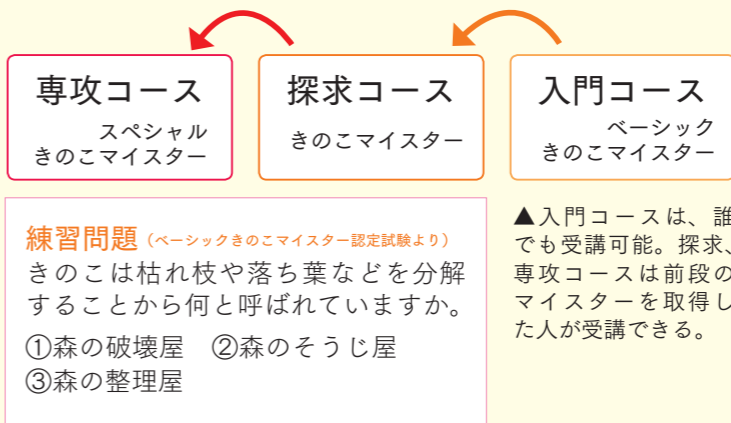 専攻コース
スペシャル
きのこマイスター
探求コース
きのこマイスター
入門コース
ベーシック
きのこマイスター
練習問題(ベーシックきのこマイスター認定試験より)
きのこは枯れ枝や落ち葉などを分解
することから何と呼ばれていますか。
①森の破壊屋 ②森のそうじ屋
③森の整理屋
▲入門コースは、誰
でも受講可能。探求、
専攻コースは前段の
マイスターを取得し
た人が受講できる。